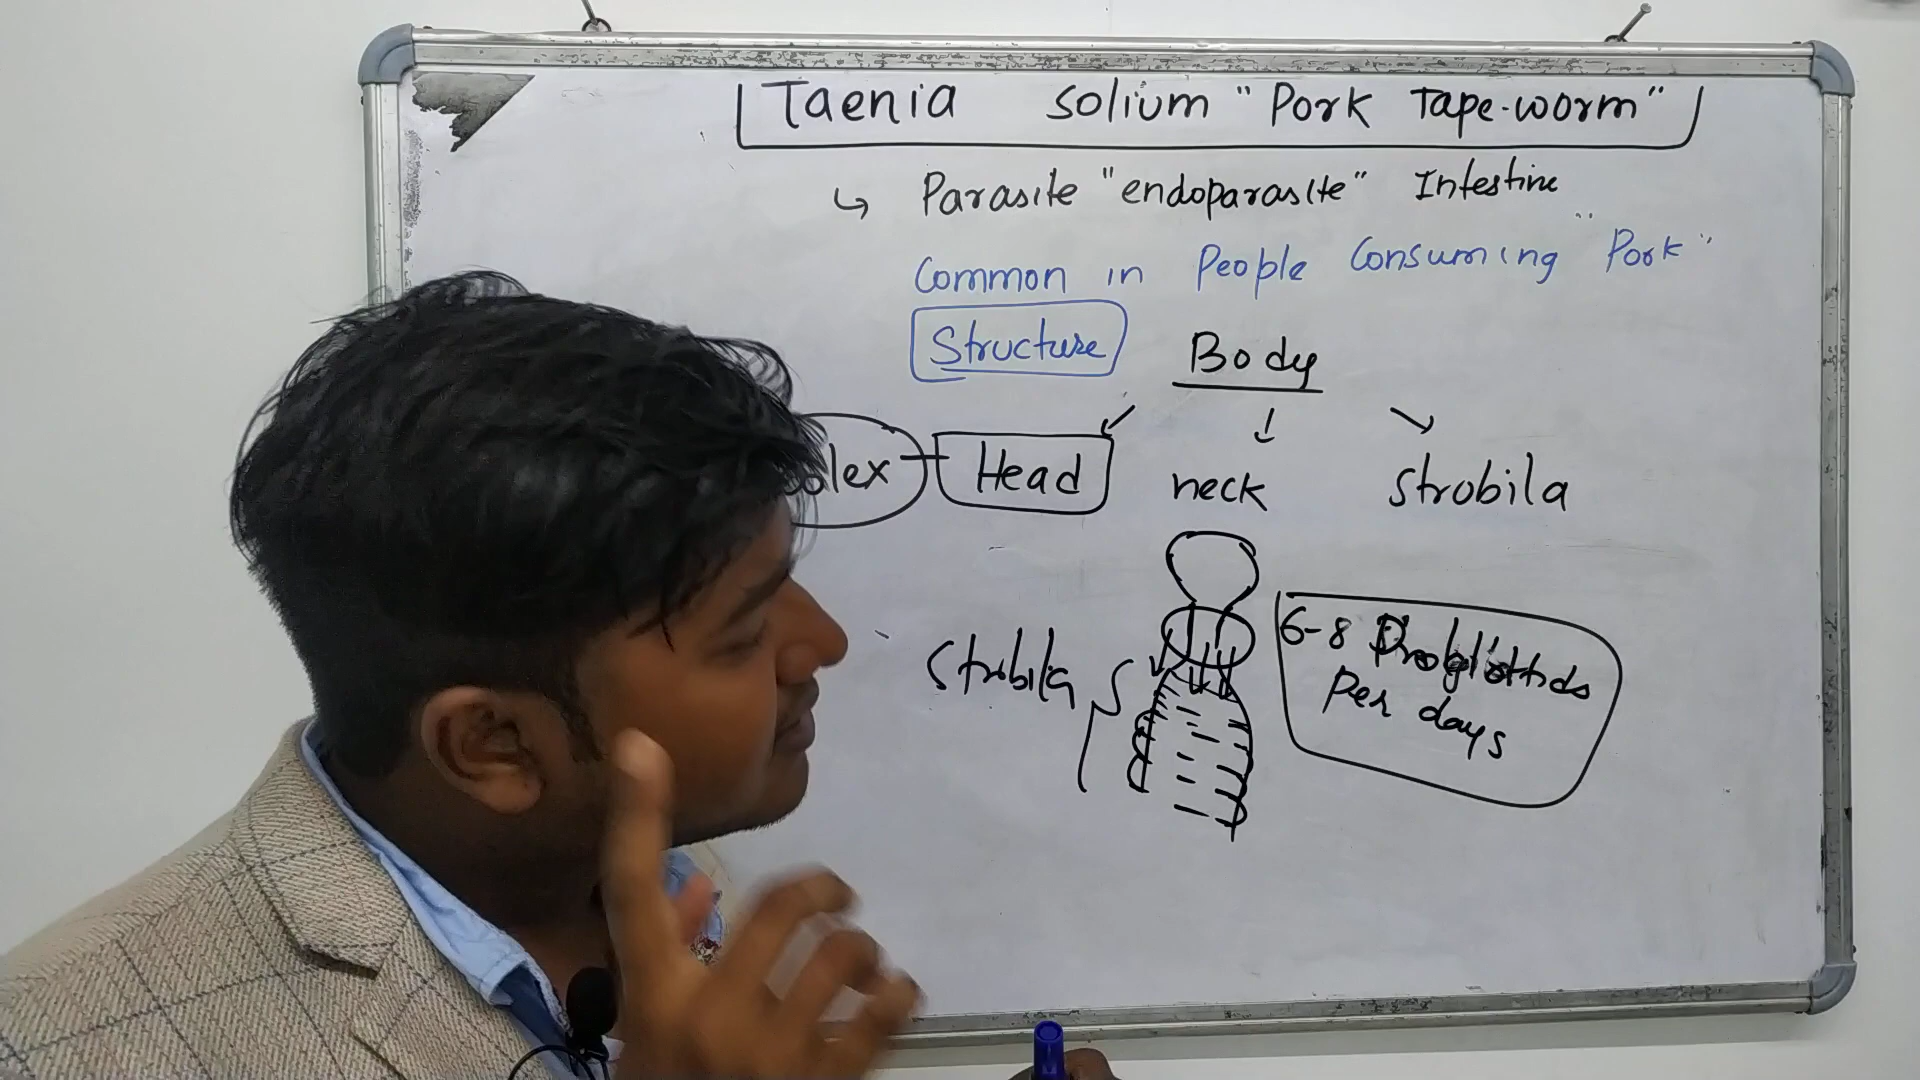 Taenia solium "Pork Tape-worm"
↳ Parasite "endoparasite" Intestine
Common in People Consuming "Pork"
Structure Body
Head neck strobila
Strobila
6-8 Proglottids
Per days